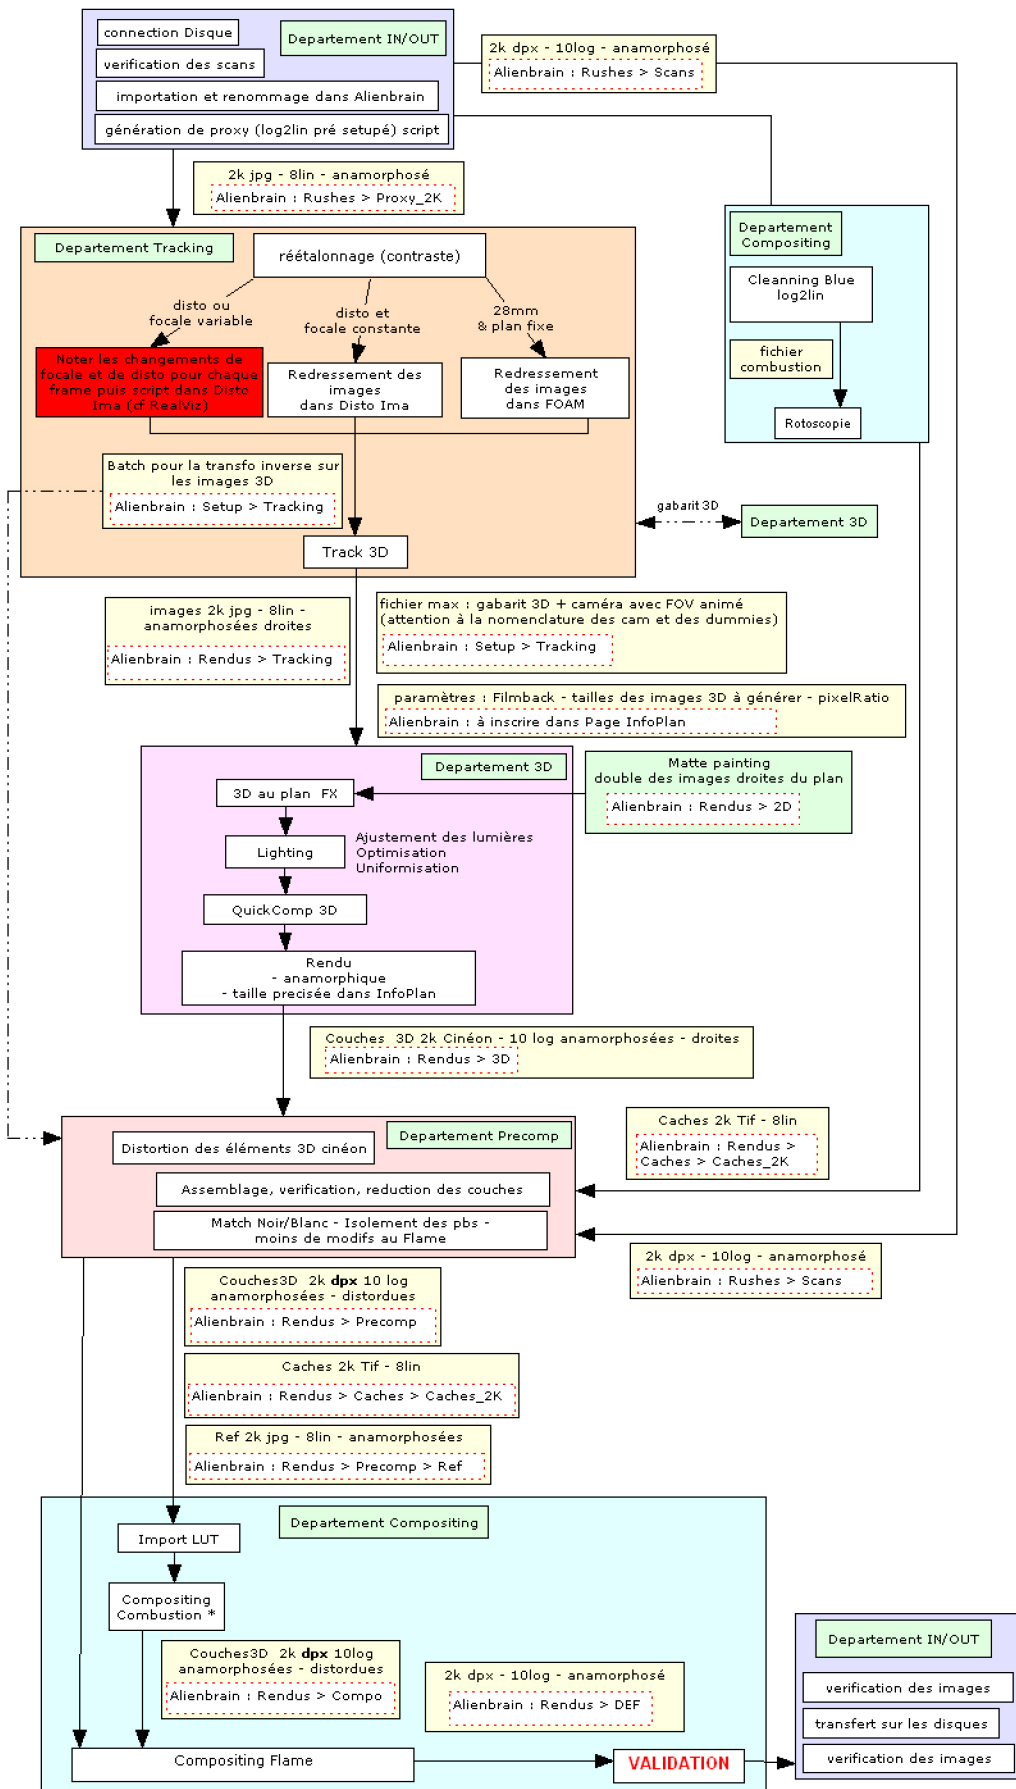 connection Disque
Departement IN/OUT
verification des scans
importation et renommage dans Alienbrain
génération de proxy (log2lin pré setupé) script
2k dpx - 10log - anamorphosé
Alienbrain : Rushes > Scans
2k jpg - 8lin - anamorphosé
Alienbrain : Rushes > Proxy_2K
Departement Tracking
réétalonnage (contraste)
disto ou
focale variable
disto et
focale constante
28mm
& plan fixe
Noter les changements de
focale et de disto pour chaque
frame puis script dans Disto
Ima (cf RealViz)
Redressement des
images
dans Disto Ima
Redressement
des images
dans FOAM
Batch pour la transfo inverse sur
les images 3D
Alienbrain : Setup > Tracking
Track 3D
Departement
Compositing
Cleanning Blue
log2lin
fichier
combustion
Rotoscopie
gabarit 3D
Departement 3D
images 2k jpg - 8lin -
anamorphosées droites
Alienbrain : Rendus > Tracking
fichier max : gabarit 3D + caméra avec FOV animé
(attention à la nomenclature des cam et des dummies)
Alienbrain : Setup > Tracking
paramètres : Filmback - tailles des images 3D à générer - pixelRatio
Alienbrain : à inscrire dans Page InfoPlan
Departement 3D
3D au plan FX
Matte painting
double des images droites du plan
Alienbrain : Rendus > 2D
Lighting
Ajustement des lumières
Optimisation
Uniformisation
QuickComp 3D
Rendu
- anamorphique
- taille precisée dans InfoPlan
Couches 3D 2k Cinéon - 10 log anamorphosées - droites
Alienbrain : Rendus > 3D
Departement Precomp
Distortion des éléments 3D cinéon
Assemblage, verification, reduction des couches
Match Noir/Blanc - Isolement des pbs -
moins de modifs au Flame
Caches 2k Tif - 8lin
Alienbrain : Rendus >
Caches > Caches_2K
2k dpx - 10log - anamorphosé
Alienbrain : Rushes > Scans
Couches3D 2k dpx 10 log
anamorphosées - distordues
Alienbrain : Rendus > Precomp
Caches 2k Tif - 8lin
Alienbrain : Rendus > Caches > Caches_2K
Ref 2k jpg - 8lin - anamorphosées
Alienbrain : Rendus > Precomp > Ref
Departement Compositing
Import LUT
Compositing
Combustion *
Couches3D 2k dpx 10log
anamorphosées - distordues
Alienbrain : Rendus > Compo
2k dpx - 10log - anamorphosé
Alienbrain : Rendus > DEF
Compositing Flame
VALIDATION
Departement IN/OUT
verification des images
transfert sur les disques
verification des images